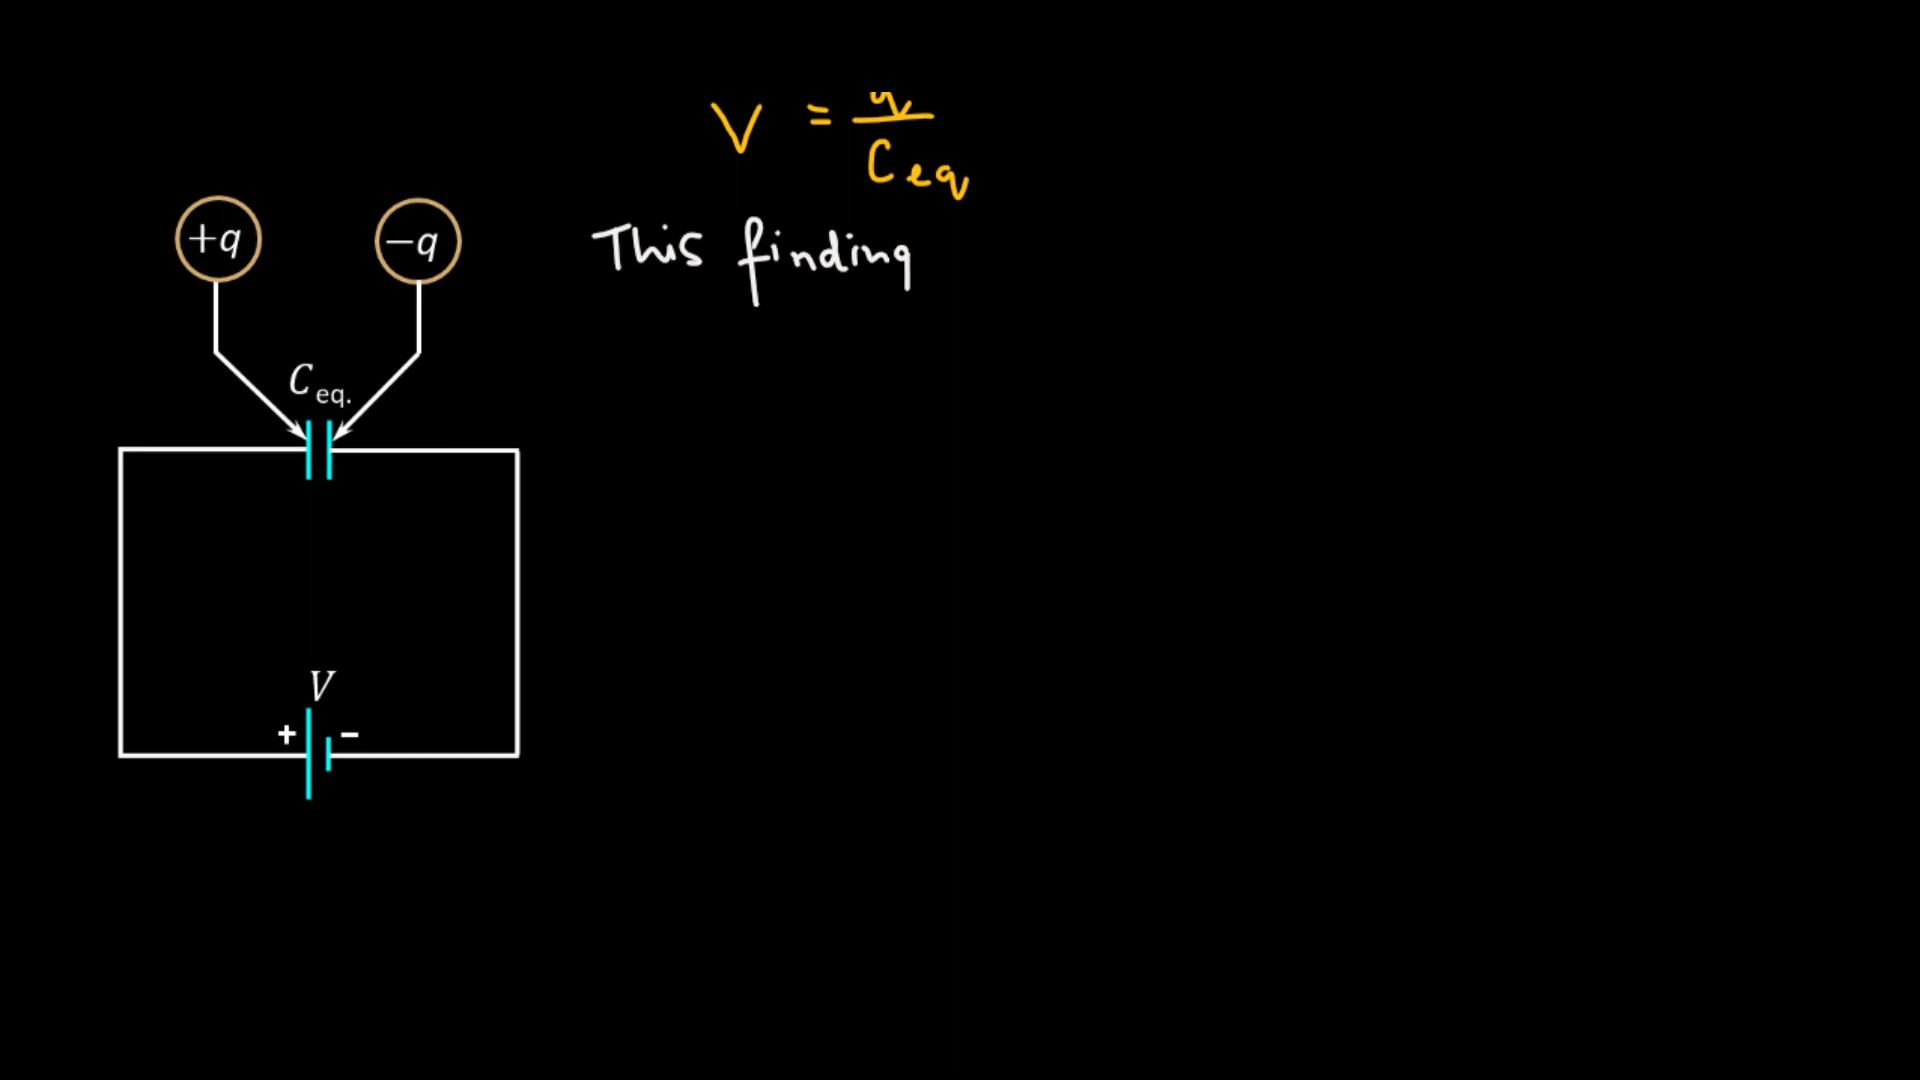 V = q/Ceq
This finding
+q
−q
C eq.
V
+ −